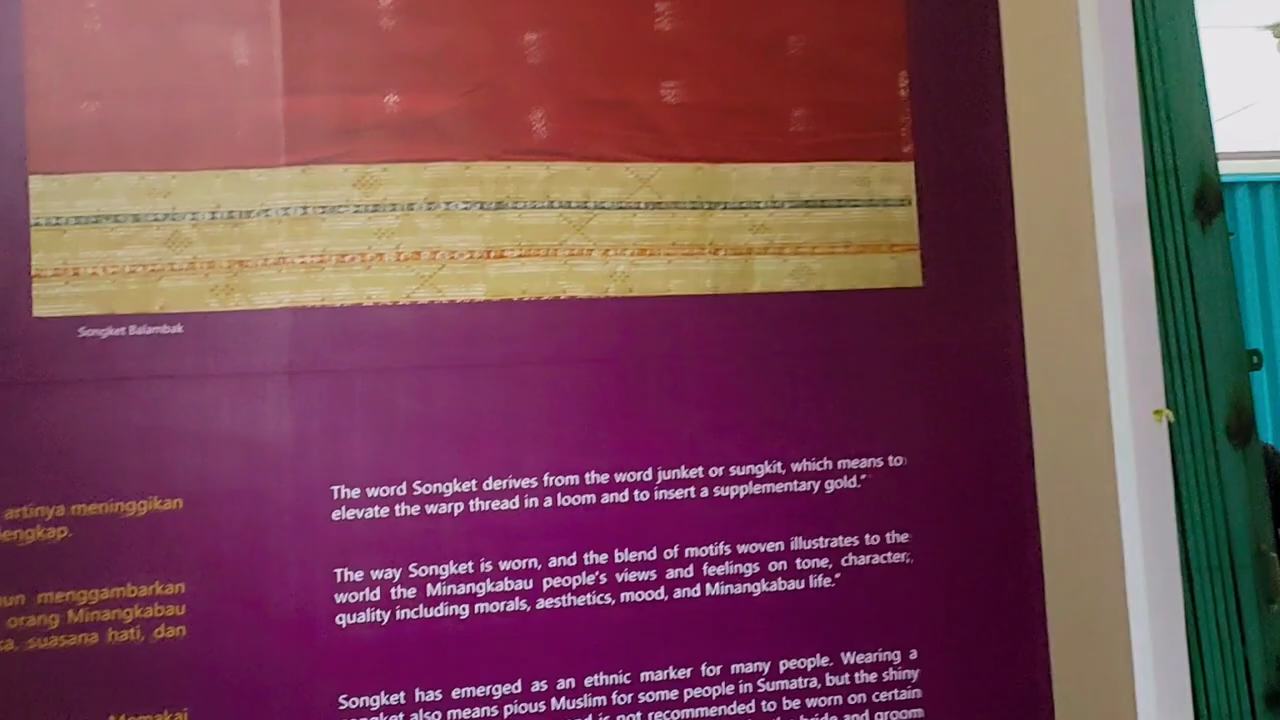 Songket Balambak
artinya meninggikan
lengkap.
menggambarkan
orang Minangkabau
suasana hati, dan
Memakai
The word Songket derives from the word junket or sungkit, which means to
elevate the warp thread in a loom and to insert a supplementary gold."
The way Songket is worn, and the blend of motifs woven illustrates to the
world the Minangkabau people's views and feelings on tone, character,
quality including morals, aesthetics, mood, and Minangkabau life."
Songket has emerged as an ethnic marker for many people. Wearing a
also means pious Muslim for some people in Sumatra, but the shiny
is not recommended to be worn on certain
bride and groom